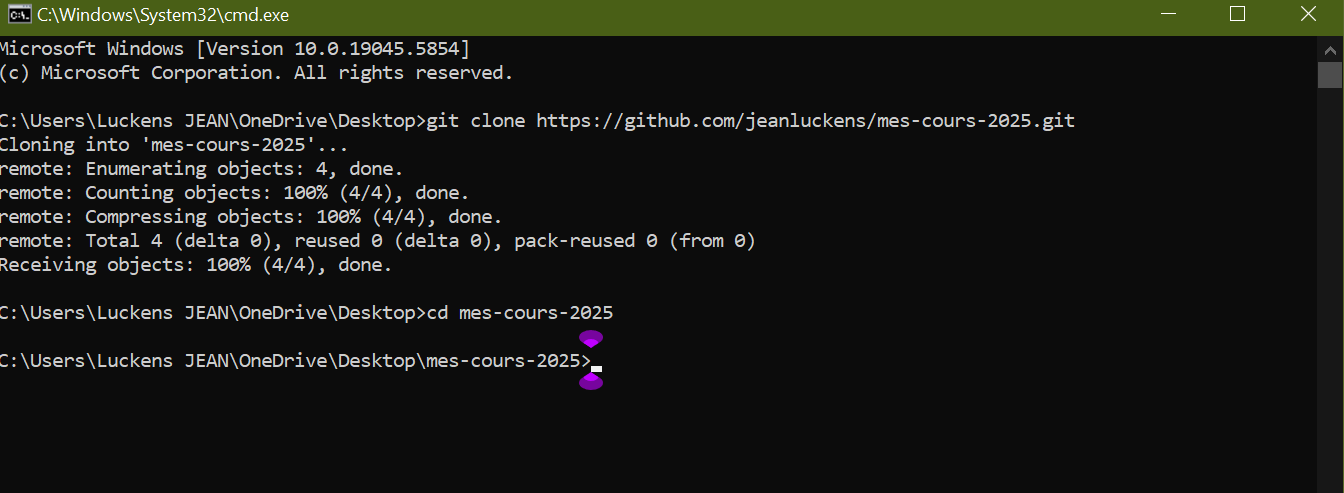 C:\Windows\System32\cmd.exe
Microsoft Windows [Version 10.0.19045.5854]
(c) Microsoft Corporation. All rights reserved.
C:\Users\Luckens JEAN\OneDrive\Desktop>git clone https://github.com/jeanluckens/mes-cours-2025.git
Cloning into 'mes-cours-2025'...
remote: Enumerating objects: 4, done.
remote: Counting objects: 100% (4/4), done.
remote: Compressing objects: 100% (4/4), done.
remote: Total 4 (delta 0), reused 0 (delta 0), pack-reused 0 (from 0)
Receiving objects: 100% (4/4), done.
C:\Users\Luckens JEAN\OneDrive\Desktop>cd mes-cours-2025
C:\Users\Luckens JEAN\OneDrive\Desktop\mes-cours-2025>